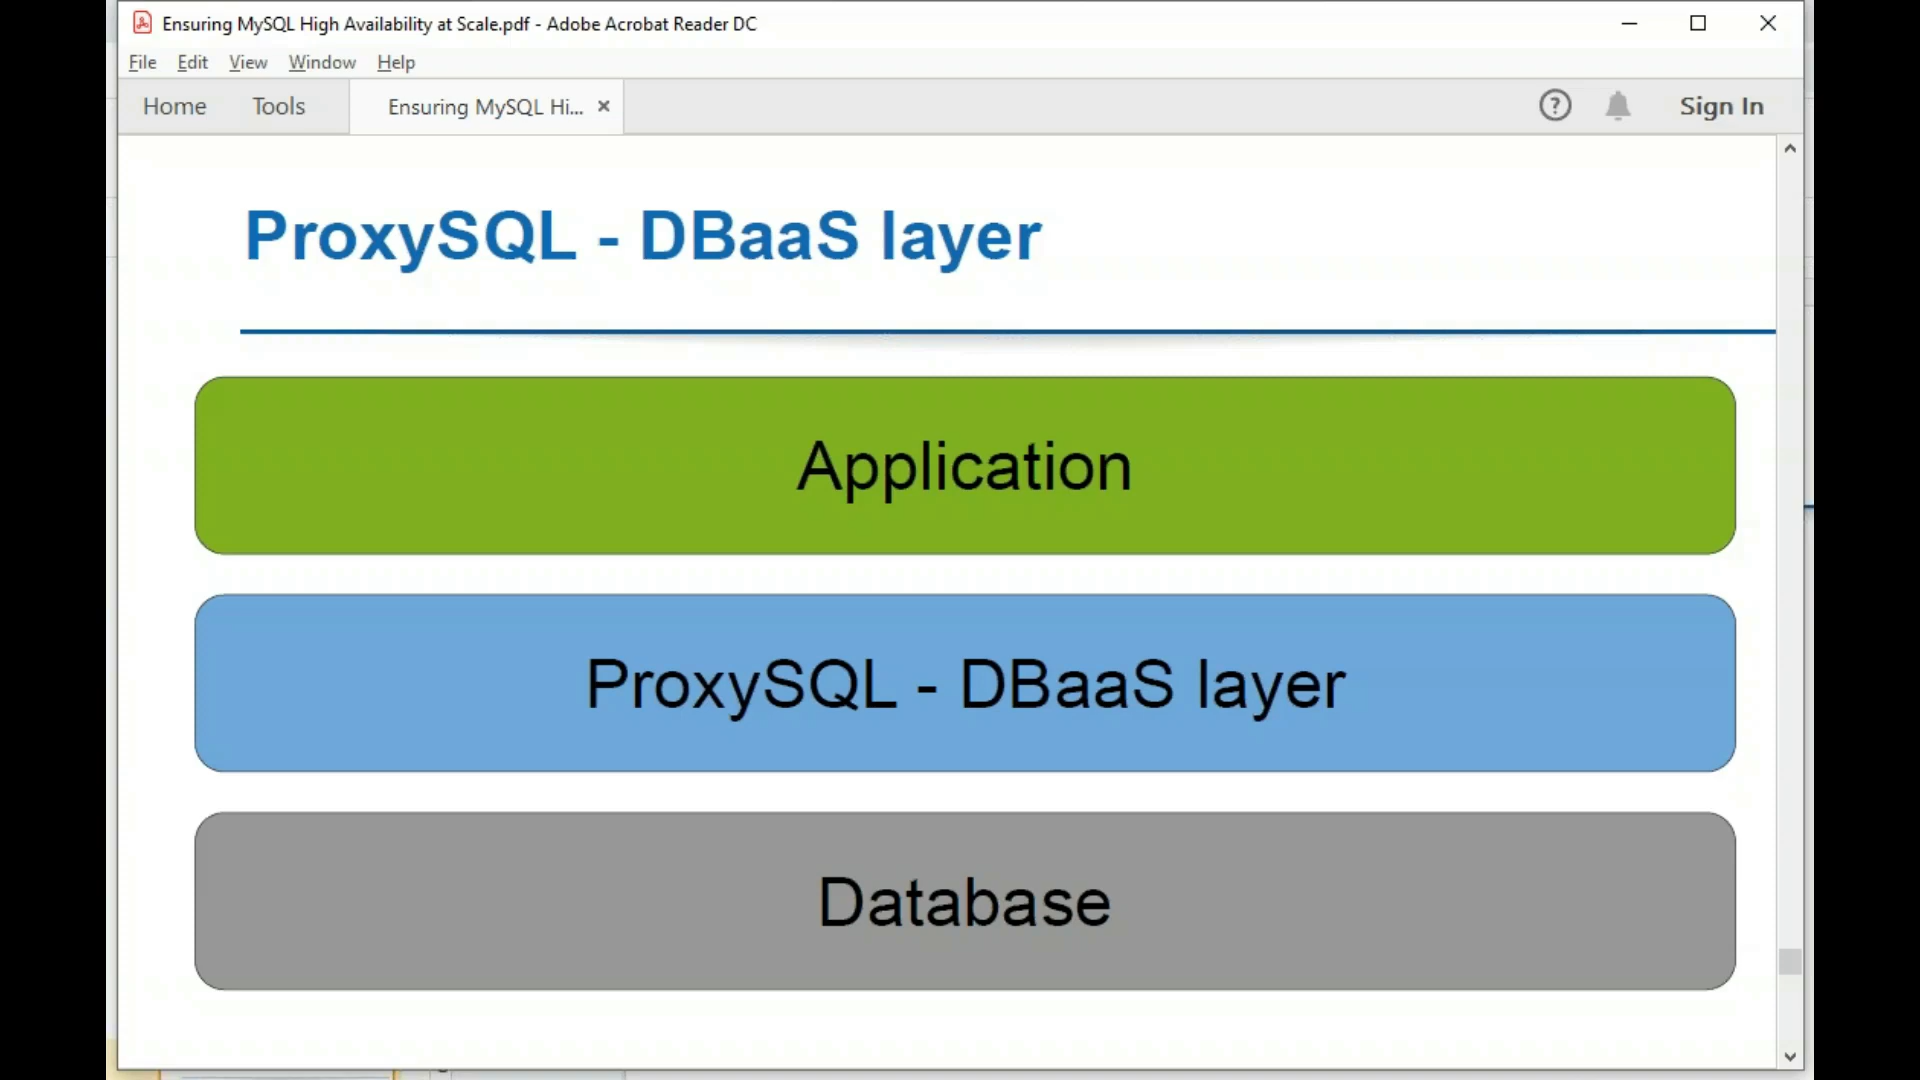 Ensuring MySQL High Availability at Scale.pdf - Adobe Acrobat Reader DC
File Edit View Window Help
Home Tools Ensuring MySQL Hi... Sign In
ProxySQL - DBaaS layer
Application
ProxySQL - DBaaS layer
Database